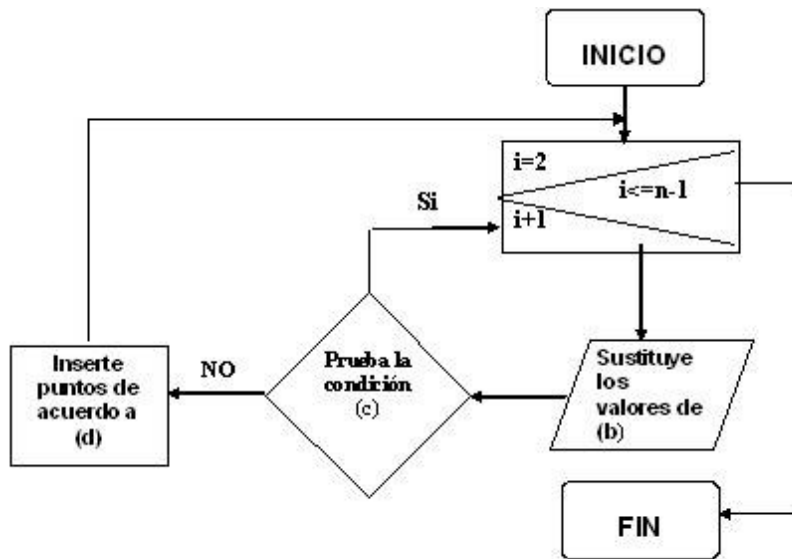 INICIO
i=2
i<=n-1
i+1
Si
NO
Inserte
puntos de
acuerdo a
(d)
Prueba la
condición
(c)
Sustituye
los
valores de
(b)
FIN